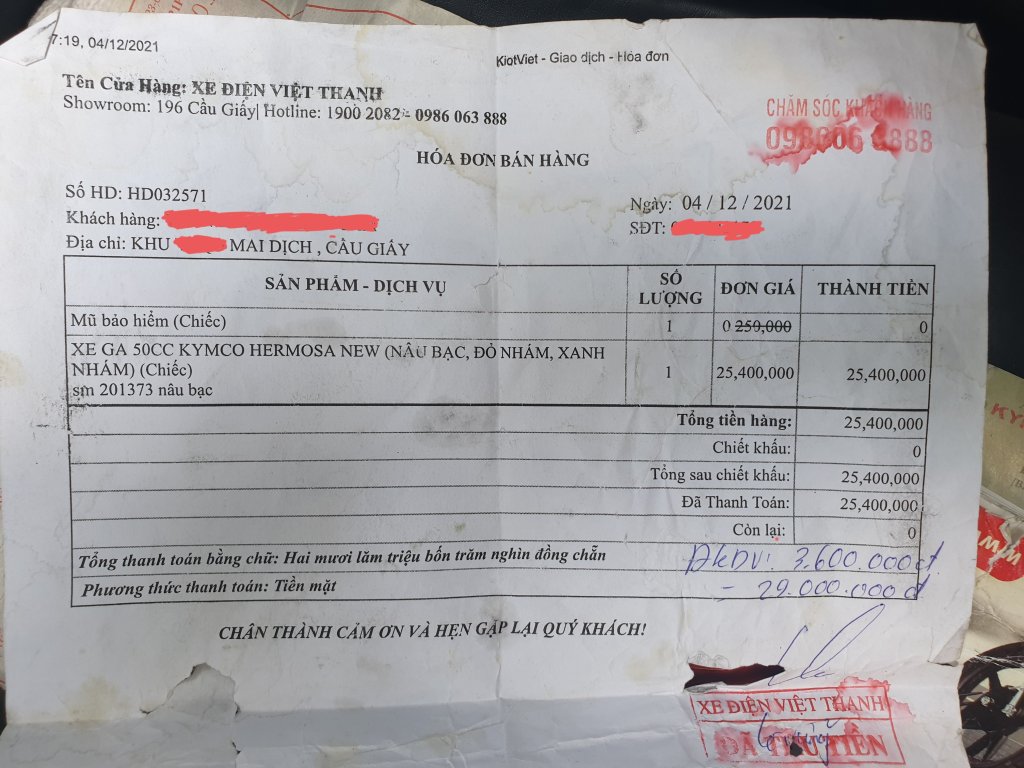 7:19, 04/12/2021
KiotViet - Giao dịch - Hóa đơn
Tên Cửa Hàng: XE ĐIỆN VIỆT THANH
Showroom: 196 Cầu Giấy| Hotline: 1900 2082 - 0986 063 888
CHĂM SÓC KHÁCH HÀNG
098006 3888
HÓA ĐƠN BÁN HÀNG
Số HD: HD032571
Ngày: 04 / 12 / 2021
Khách hàng:
SĐT:
Địa chỉ: KHU MAI DỊCH , CẦU GIẤY
SẢN PHẨM - DỊCH VỤ SỐ LƯỢNG ĐƠN GIÁ THÀNH TIỀN
Mũ bảo hiểm (Chiếc) 1 0 250,000 0
XE GA 50CC KYMCO HERMOSA NEW (NÂU BẠC, ĐỎ NHÁM, XANH
NHÁM) (Chiếc) 1 25,400,000 25,400,000
sm 201373 nâu bạc
Tổng tiền hàng: 25,400,000
Chiết khấu: 0
Tổng sau chiết khấu: 25,400,000
Đã Thanh Toán: 25,400,000
Còn lại: 0
Tổng thanh toán bằng chữ: Hai mươi lăm triệu bốn trăm nghìn đồng chẵn
ĐKDV: 3.600.000đ
Phương thức thanh toán: Tiền mặt
= 29.000.000đ
CHÂN THÀNH CẢM ƠN VÀ HẸN GẶP LẠI QUÝ KHÁCH!
XE ĐIỆN VIỆT THANH
ĐÃ THU TIỀN